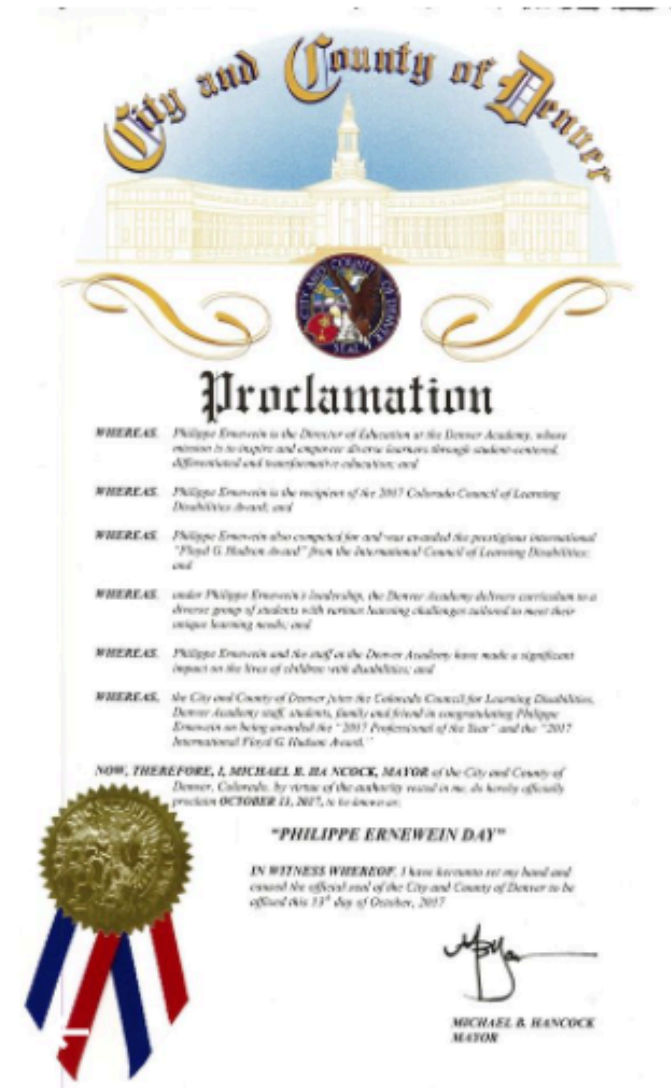 City and County of Denver
CITY AND COUNTY OF DENVER
SEAL
Proclamation
WHEREAS, Philippe Ernewein is the Director of Education at the Denver Academy, whose
mission is to inspire and empower diverse learners through student-centered,
differentiated and transformative education; and
WHEREAS, Philippe Ernewein is the recipient of the 2017 Colorado Council of Learning
Disabilities Award; and
WHEREAS, Philippe Ernewein also competed for and was awarded the prestigious international
"Floyd G. Hudson Award" from the International Council of Learning Disabilities;
and
WHEREAS, under Philippe Ernewein's leadership, the Denver Academy delivers curriculum to a
diverse group of students with various learning challenges tailored to meet their
unique learning needs; and
WHEREAS, Philippe Ernewein and the staff at the Denver Academy have made a significant
impact on the lives of children with disabilities; and
WHEREAS, the City and County of Denver joins the Colorado Council for Learning Disabilities,
Denver Academy staff, students, family and friend in congratulating Philippe
Ernewein on being awarded the "2017 Professional of the Year" and the "2017
International Floyd G. Hudson Award."
NOW, THEREFORE, I, MICHAEL B. HA NCOCK, MAYOR of the City and County of
Denver, Colorado, by virtue of the authority vested in me, do hereby officially
proclaim OCTOBER 13, 2017, to be known as:
"PHILIPPE ERNEWEIN DAY"
IN WITNESS WHEREOF, I have hereunto set my hand and
caused the official seal of the City and County of Denver to be
affixed this 13th day of October, 2017
MICHAEL B. HANCOCK
MAYOR